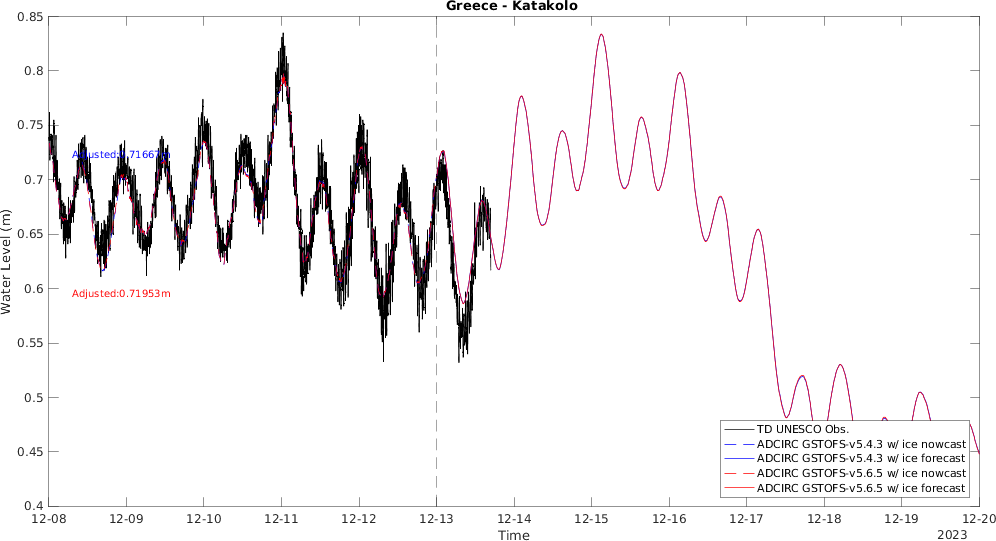 Greece - Katakolo
0.85
0.8
0.75
0.7
0.65
0.6
0.55
0.5
0.45
0.4
Water Level (m)
Adjusted:0.71667m
Adjusted:0.71953m
TD UNESCO Obs.
ADCIRC GSTOFS-v5.4.3 w/ ice nowcast
ADCIRC GSTOFS-v5.4.3 w/ ice forecast
ADCIRC GSTOFS-v5.6.5 w/ ice nowcast
ADCIRC GSTOFS-v5.6.5 w/ ice forecast
12-08 12-09 12-10 12-11 12-12 12-13 12-14 12-15 12-16 12-17 12-18 12-19 12-20
Time
2023